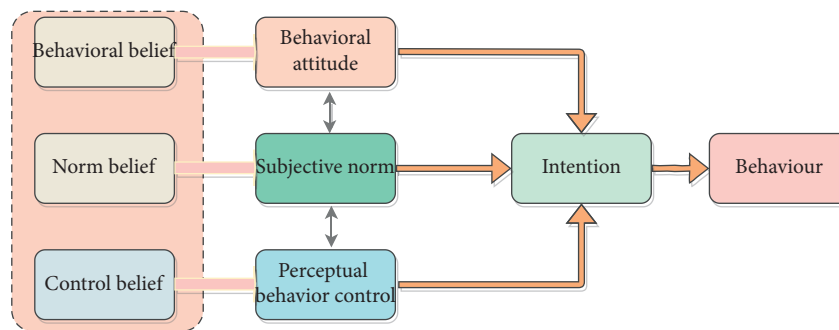 Behavioral belief
Behavioral
attitude
Norm belief
Subjective norm
Intention
Behaviour
Control belief
Perceptual
behavior control